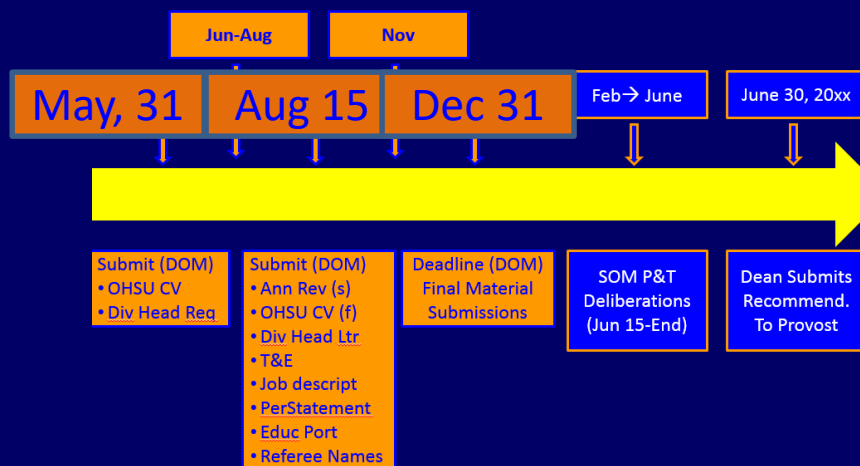 Jun-Aug
Nov
May, 31
Aug 15
Dec 31
Feb→ June
June 30, 20xx
Submit (DOM)
• OHSU CV
• Div Head Req
Submit (DOM)
• Ann Rev (s)
• OHSU CV (f)
• Div Head Ltr
• T&E
• Job descript
• PerStatement
• Educ Port
• Referee Names
Deadline (DOM)
Final Material
Submissions
SOM P&T
Deliberations
(Jun 15-End)
Dean Submits
Recommend.
To Provost